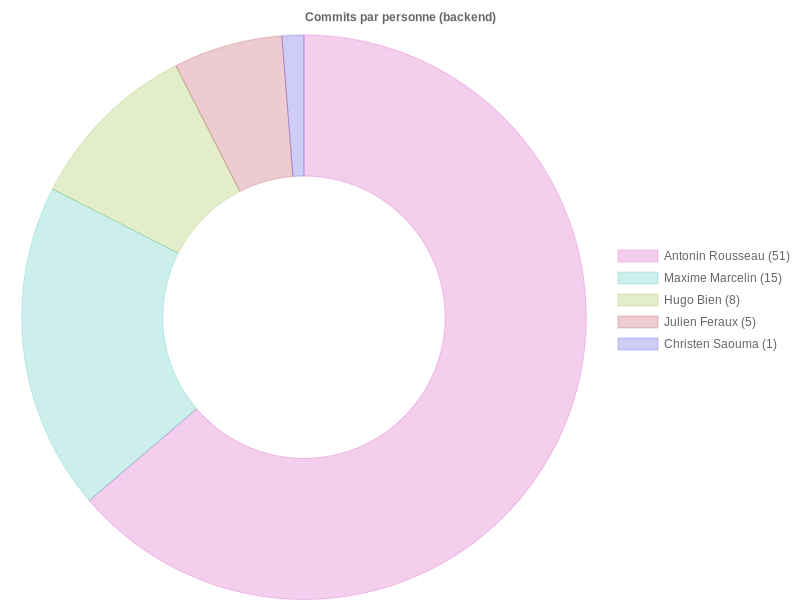 Commits par personne (backend)
Antonin Rousseau (51)
Maxime Marcelin (15)
Hugo Bien (8)
Julien Feraux (5)
Christen Saouma (1)